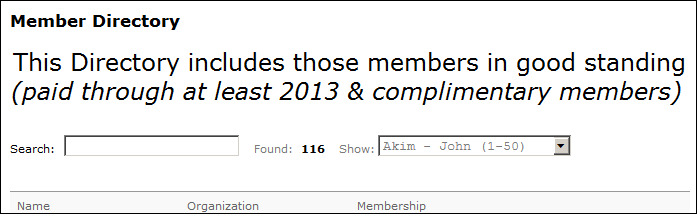 Member Directory
This Directory includes those members in good standing
(paid through at least 2013 & complimentary members)
Search: Found: 116 Show: Akim - John (1-50)
Name Organization Membership